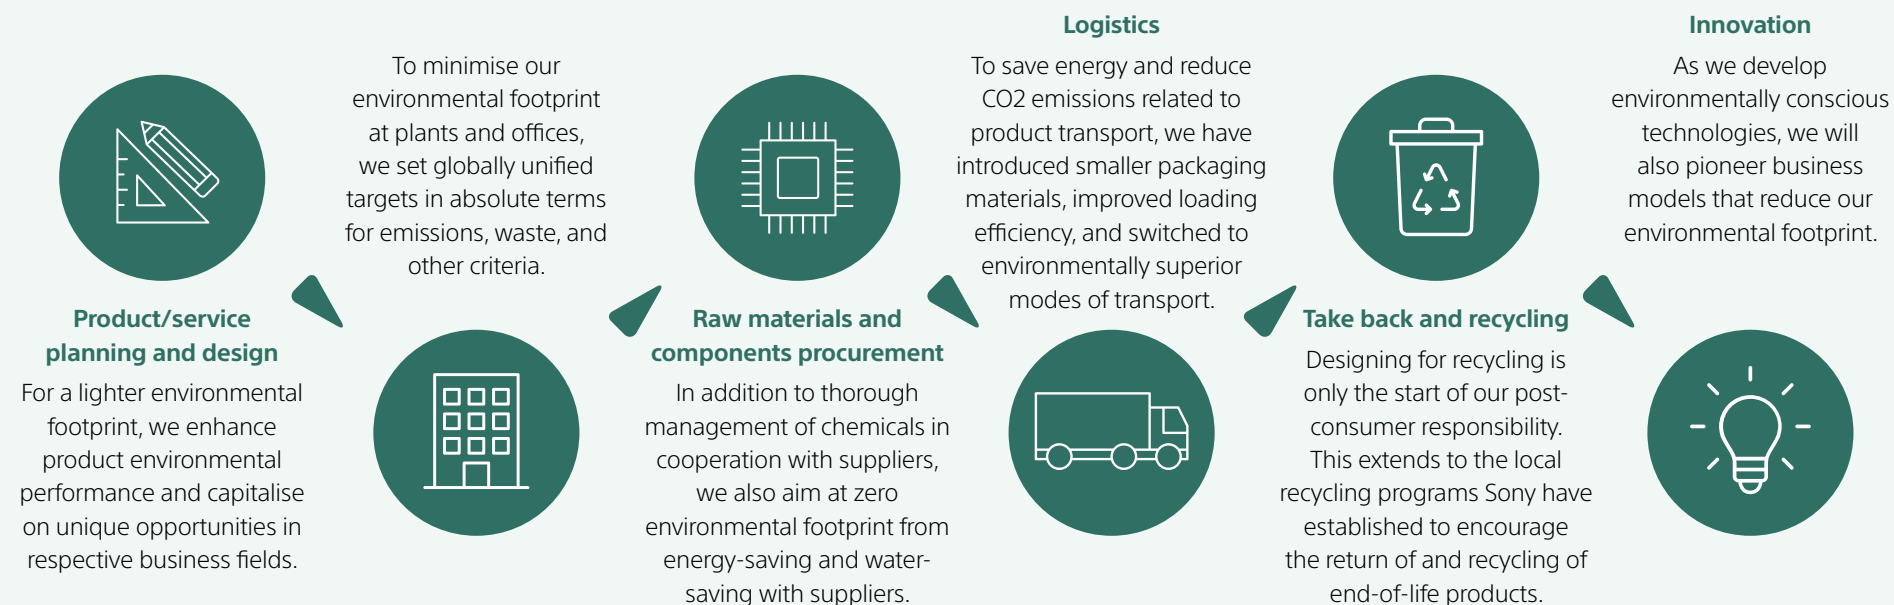 Product/service
planning and design
For a lighter environmental
footprint, we enhance
product environmental
performance and capitalise
on unique opportunities in
respective business fields.
To minimise our
environmental footprint
at plants and offices,
we set globally unified
targets in absolute terms
for emissions, waste, and
other criteria.
Raw materials and
components procurement
In addition to thorough
management of chemicals in
cooperation with suppliers,
we also aim at zero
environmental footprint from
energy-saving and water-
saving with suppliers.
Logistics
To save energy and reduce
CO2 emissions related to
product transport, we have
introduced smaller packaging
materials, improved loading
efficiency, and switched to
environmentally superior
modes of transport.
Take back and recycling
Designing for recycling is
only the start of our post-
consumer responsibility.
This extends to the local
recycling programs Sony have
established to encourage
the return of and recycling of
end-of-life products.
Innovation
As we develop
environmentally conscious
technologies, we will
also pioneer business
models that reduce our
environmental footprint.